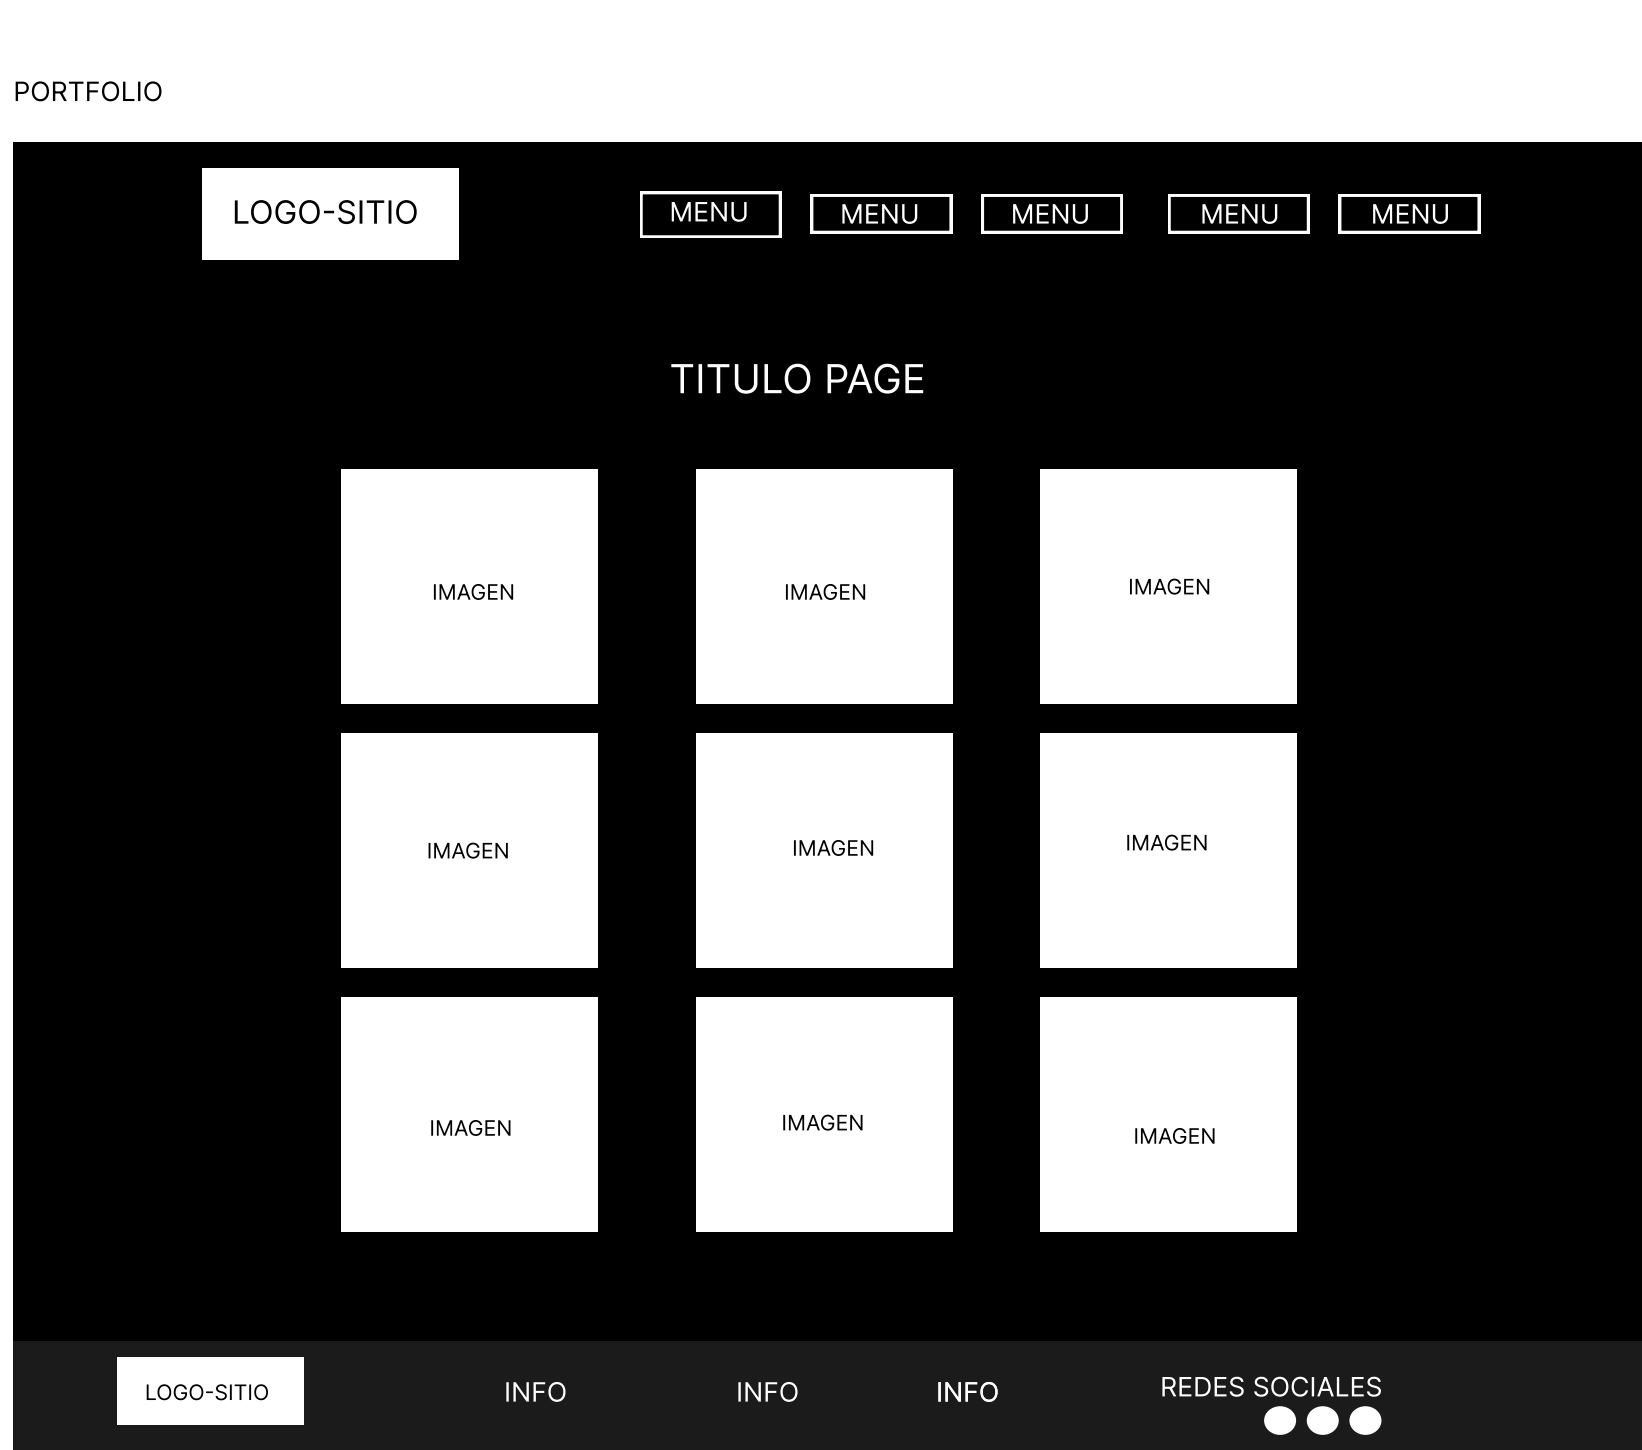 PORTFOLIO
LOGO-SITIO
MENU
MENU
MENU
MENU
MENU
TITULO PAGE
IMAGEN
IMAGEN
IMAGEN
IMAGEN
IMAGEN
IMAGEN
IMAGEN
IMAGEN
IMAGEN
LOGO-SITIO
INFO
INFO
INFO
REDES SOCIALES